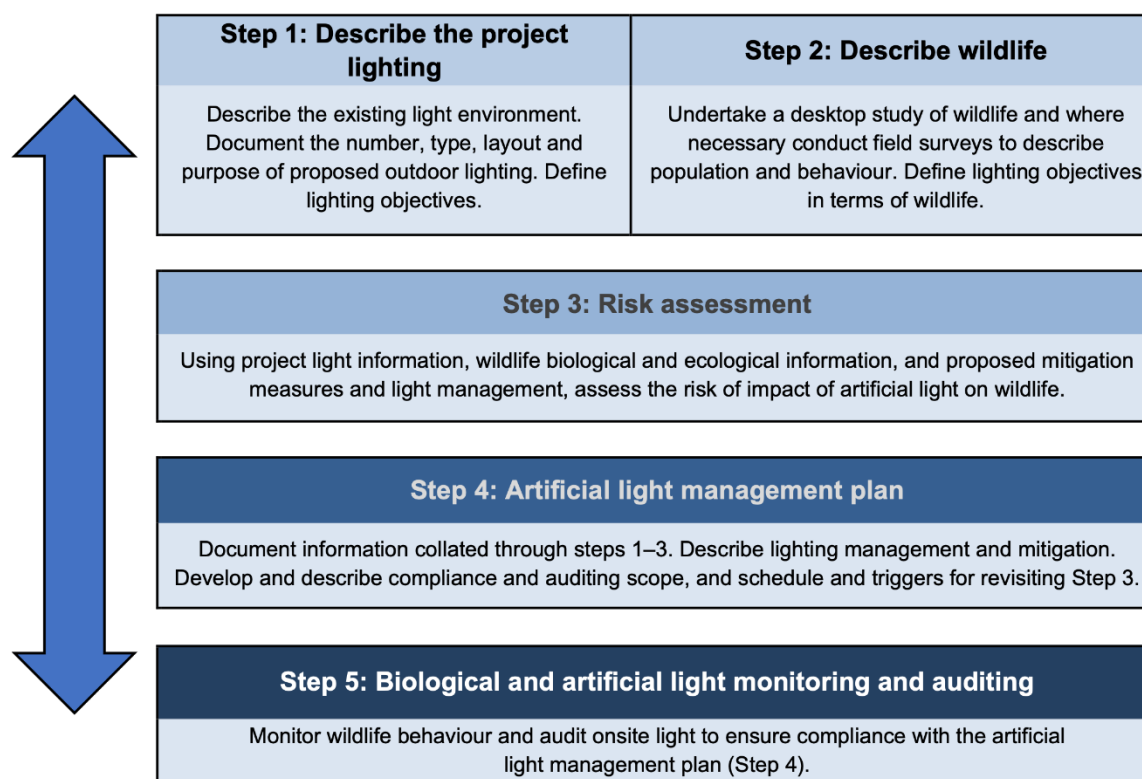 Step 1: Describe the project
lighting
Describe the existing light environment.
Document the number, type, layout and
purpose of proposed outdoor lighting. Define
lighting objectives.
Step 2: Describe wildlife
Undertake a desktop study of wildlife and where
necessary conduct field surveys to describe
population and behaviour. Define lighting objectives
in terms of wildlife.
Step 3: Risk assessment
Using project light information, wildlife biological and ecological information, and proposed mitigation
measures and light management, assess the risk of impact of artificial light on wildlife.
Step 4: Artificial light management plan
Document information collated through steps 1–3. Describe lighting management and mitigation.
Develop and describe compliance and auditing scope, and schedule and triggers for revisiting Step 3.
Step 5: Biological and artificial light monitoring and auditing
Monitor wildlife behaviour and audit onsite light to ensure compliance with the artificial
light management plan (Step 4).